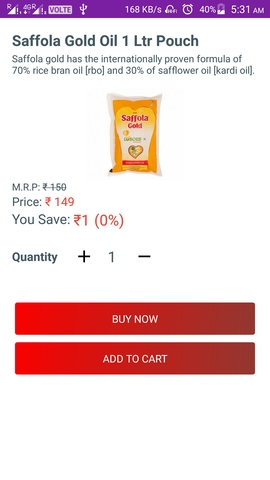 R 4G R VOLTE 168 KB/s 40% 5:31 AM
Saffola Gold Oil 1 Ltr Pouch
Saffola gold has the internationally proven formula of
70% rice bran oil [rbo] and 30% of safflower oil [kardi oil].
Saffola
Gold
M.R.P: ₹ 150
Price: ₹ 149
You Save: ₹1 (0%)
Quantity + 1 −
BUY NOW
ADD TO CART